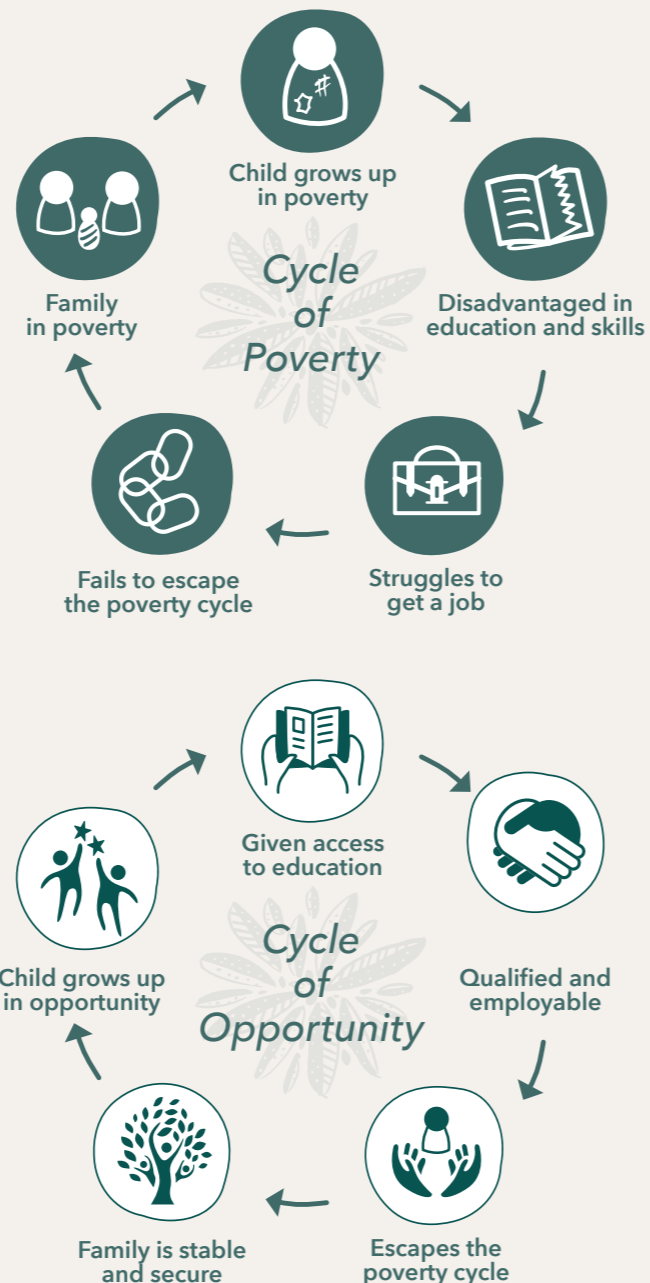 Child grows up
in poverty
Family
in poverty
Cycle
of
Poverty
Disadvantaged in
education and skills
Fails to escape
the poverty cycle
Struggles to
get a job
Given access
to education
Child grows up
in opportunity
Cycle
of
Opportunity
Qualified and
employable
Family is stable
and secure
Escapes the
poverty cycle